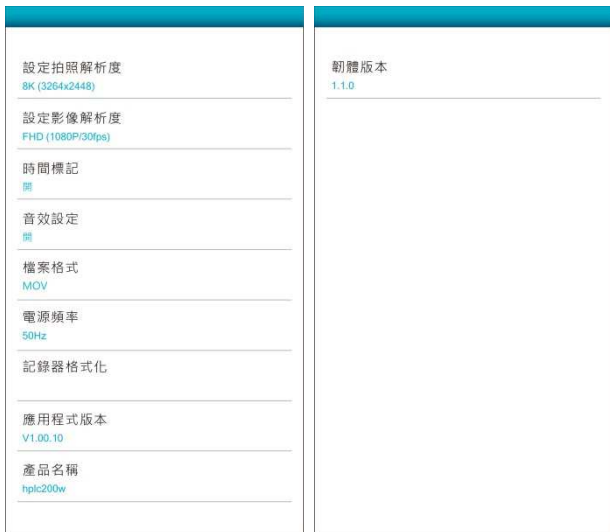 設定拍照解析度
8K (3264x2448)
設定影像解析度
FHD (1080P/30fps)
時間標記
開
音效設定
開
檔案格式
MOV
電源頻率
50Hz
記錄器格式化
應用程式版本
V1.00.10
產品名稱
hplc200w
韌體版本
1.1.0